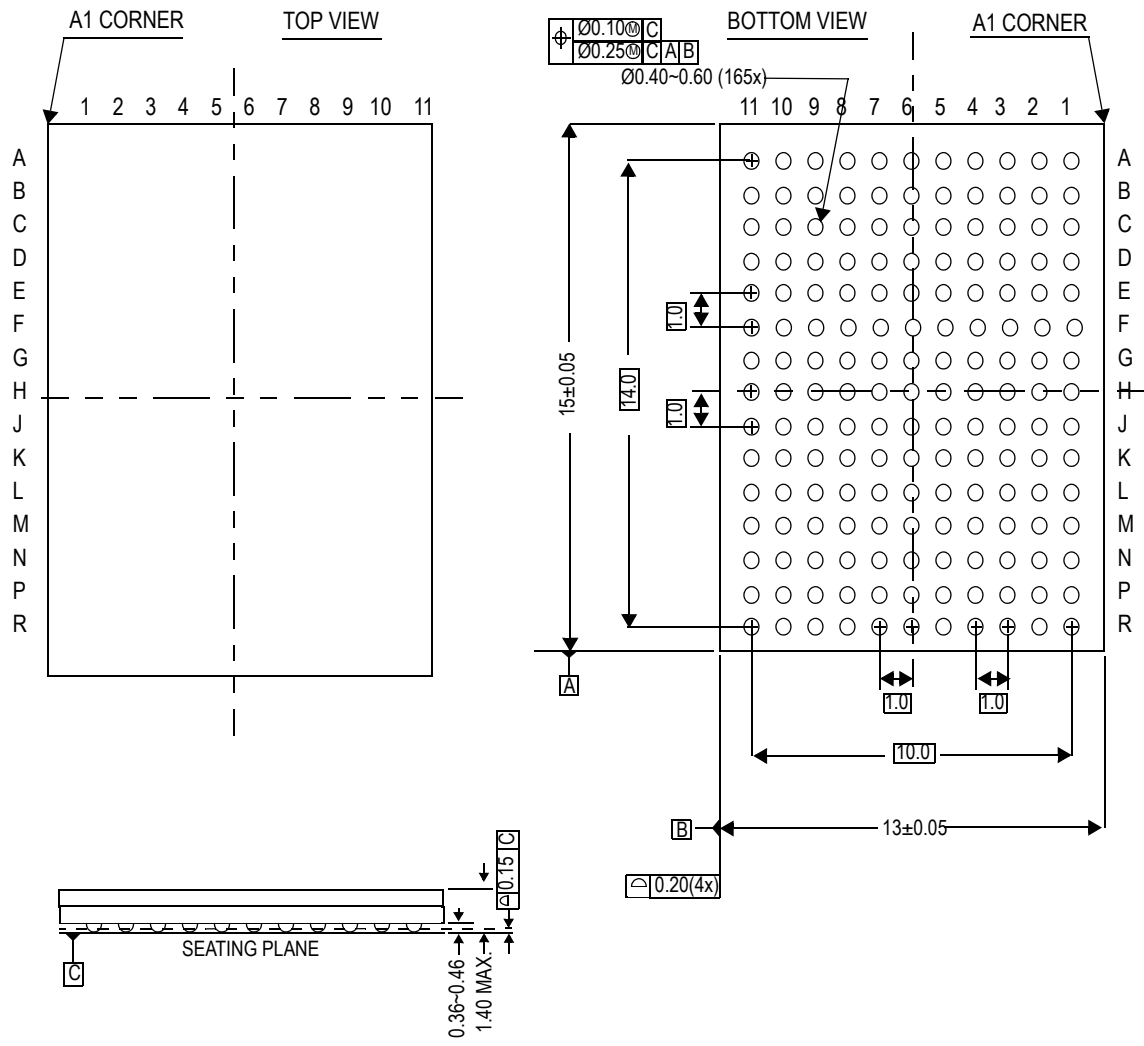 A1 CORNER TOP VIEW
1 2 3 4 5 6 7 8 9 10 11
A
B
C
D
E
F
G
H
J
K
L
M
N
P
R
Ø0.10Ⓜ C
Ø0.25Ⓜ C A B
BOTTOM VIEW A1 CORNER
Ø0.40~0.60 (165x)
11 10 9 8 7 6 5 4 3 2 1
A
B
C
D
E
F
G
H
J
K
L
M
N
P
R
15±0.05
14.0
1.0
1.0
A
1.0 1.0
10.0
B 13±0.05
0.20(4x)
0.15 C
SEATING PLANE
C
0.36~0.46
1.40 MAX.